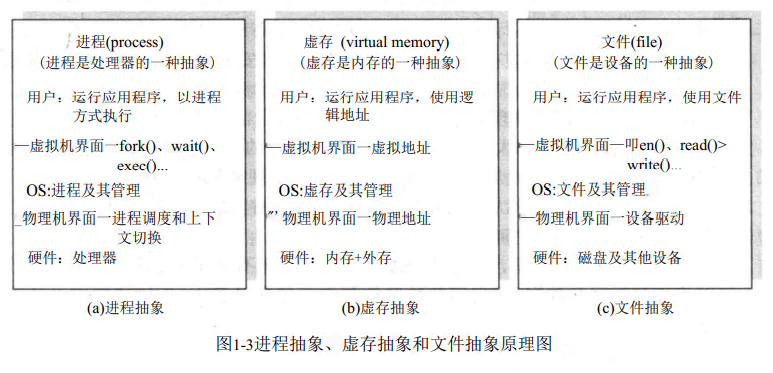 进程(process)
(进程是处理器的一种抽象)
用户：运行应用程序，以进程
方式执行
—虚拟机界面一fork()、wait()、
exec()...
OS:进程及其管理
_物理机界面一进程调度和上下
文切换
硬件：处理器
(a)进程抽象
虚存 (virtual memory)
(虚存是内存的一种抽象)
用户：运行应用程序，使用逻
辑地址
—虚拟机界面一虚拟地址
OS:虚存及其管理
"' 物理机界面一物理地址
硬件：内存+外存
(b)虚存抽象
文件(file)
(文件是设备的一种抽象)
用户：运行应用程序，使用文件
—虚拟机界面—叩en()、read()>
write()...
OS:文件及其管理
—物理机界面一设备驱动
硬件：磁盘及其他设备
(c)文件抽象
图1-3进程抽象、虚存抽象和文件抽象原理图